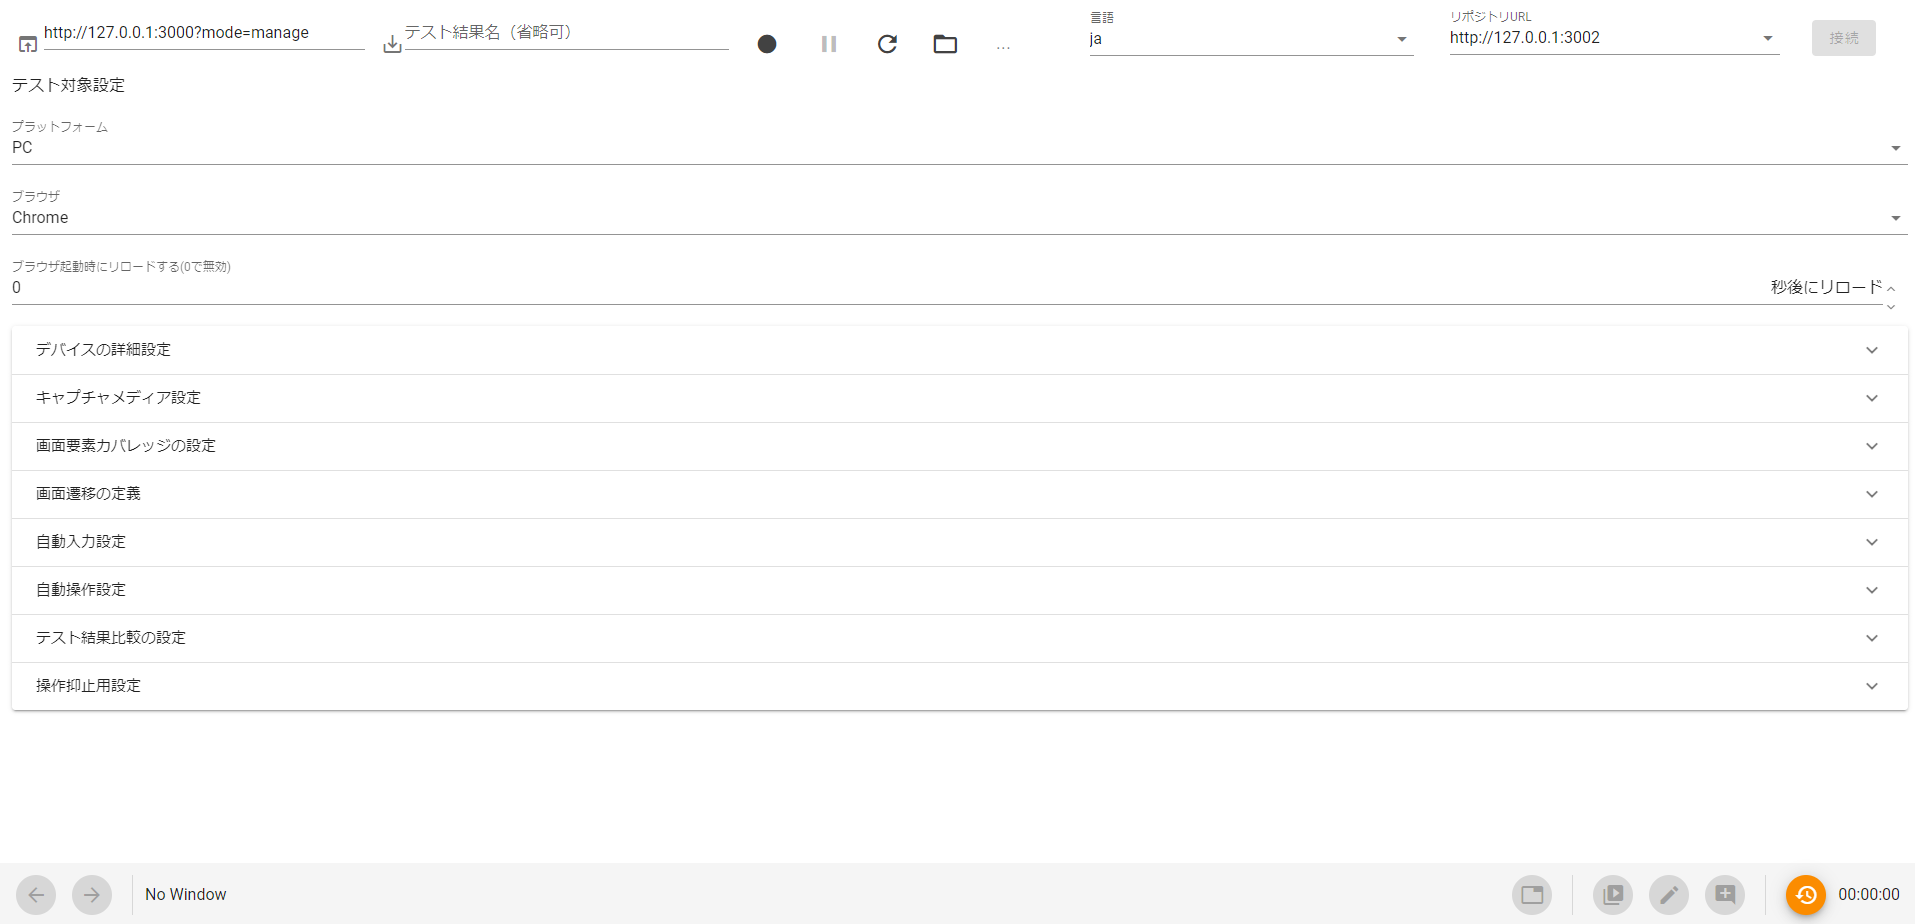 http://127.0.0.1:3000?mode=manage
テスト結果名（省略可）
...
言語
ja
リポジトリURL
http://127.0.0.1:3002
接続
テスト対象設定
プラットフォーム
PC
ブラウザ
Chrome
ブラウザ起動時にリロードする(0で無効)
0
秒後にリロード
デバイスの詳細設定
キャプチャメディア設定
画面要素カバレッジの設定
画面遷移の定義
自動入力設定
自動操作設定
テスト結果比較の設定
操作抑止用設定
No Window
00:00:00